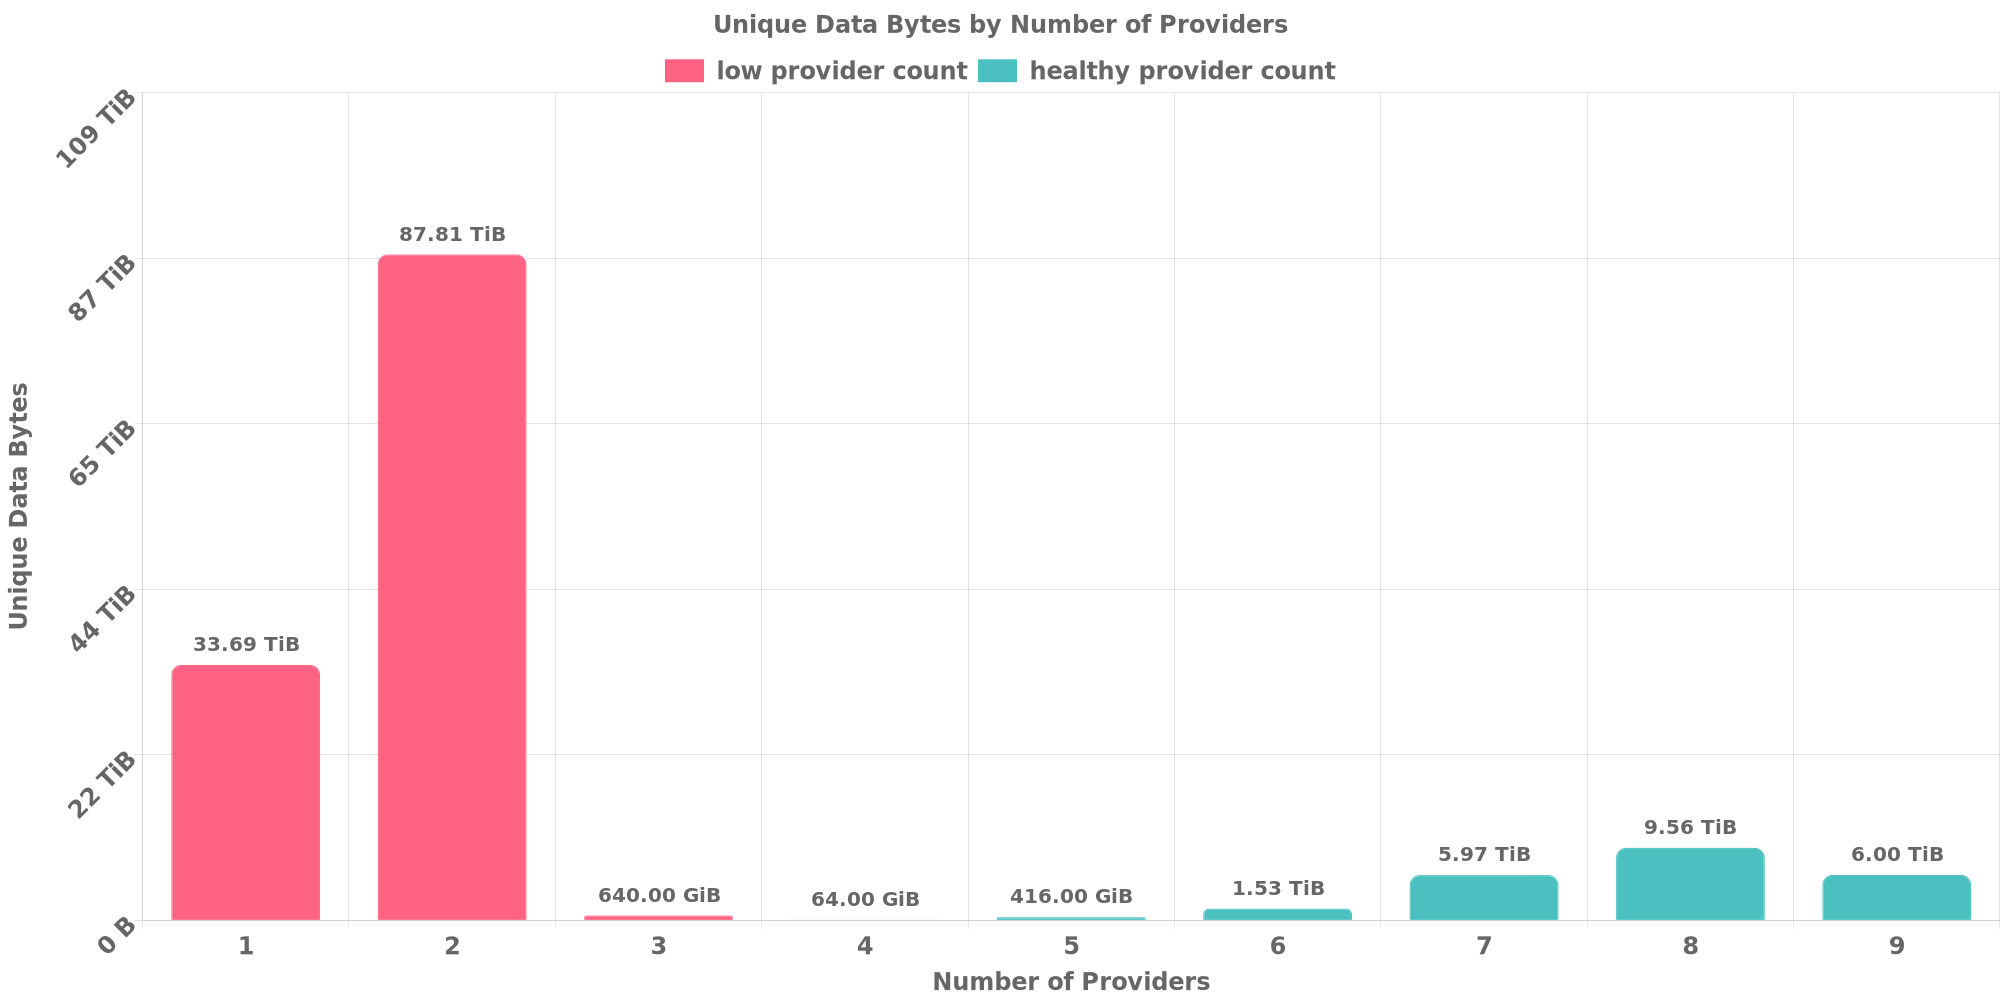 Unique Data Bytes by Number of Providers
low provider count healthy provider count
109 TiB
87 TiB
65 TiB
44 TiB
22 TiB
0 B
Unique Data Bytes
33.69 TiB
87.81 TiB
640.00 GiB
64.00 GiB
416.00 GiB
1.53 TiB
5.97 TiB
9.56 TiB
6.00 TiB
1 2 3 4 5 6 7 8 9
Number of Providers